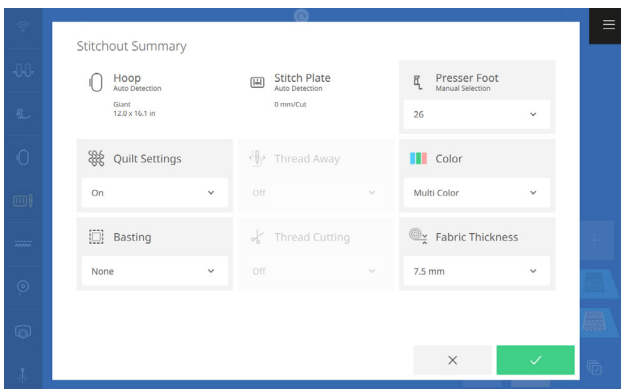 Stitchout Summary
Hoop
Auto Detection
Giant
12.0 x 16.1 in
Stitch Plate
Auto Detection
0 mm/Cut
Presser Foot
Manual Selection
26
Quilt Settings
On
Thread Away
Off
Color
Multi Color
Basting
None
Thread Cutting
Off
Fabric Thickness
7.5 mm